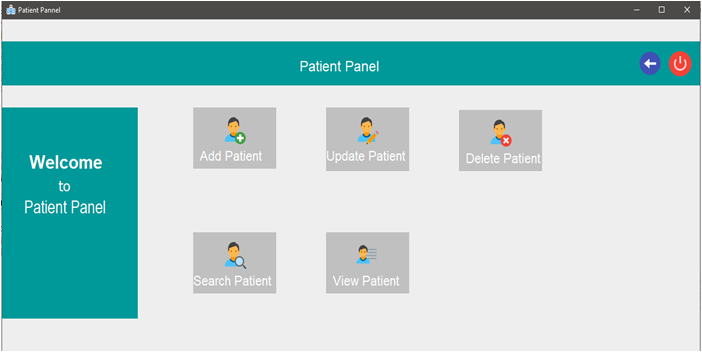 Patient Pannel
Patient Panel
Welcome
to
Patient Panel
Add Patient
Update Patient
Delete Patient
Search Patient
View Patient